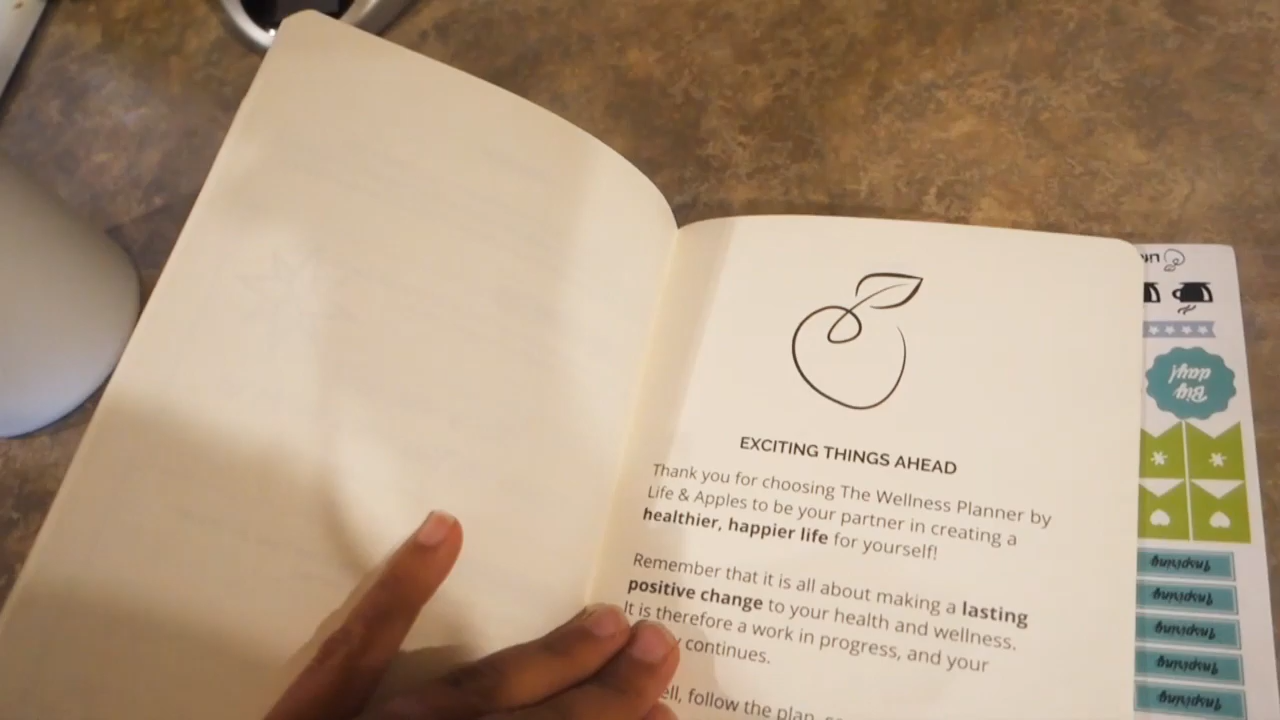 EXCITING THINGS AHEAD
Thank you for choosing The Wellness Planner by
Life & Apples to be your partner in creating a
healthier, happier life for yourself!
Remember that it is all about making a lasting
positive change to your health and wellness.
It is therefore a work in progress, and your
continues.
follow the plan,
Big
day!
Inspiring
Inspiring
Inspiring
Inspiring
Inspiring